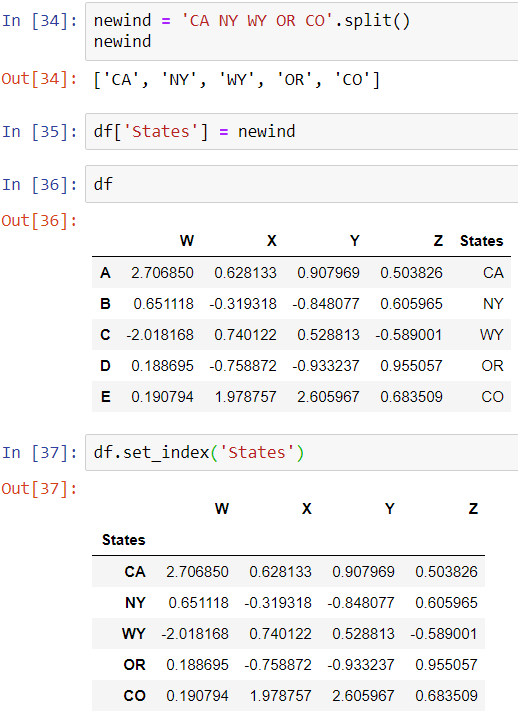 In [34]: newind = 'CA NY WY OR CO'.split()
newind
Out[34]: ['CA', 'NY', 'WY', 'OR', 'CO']
In [35]: df['States'] = newind
In [36]: df
Out[36]:
W X Y Z States
A 2.706850 0.628133 0.907969 0.503826 CA
B 0.651118 -0.319318 -0.848077 0.605965 NY
C -2.018168 0.740122 0.528813 -0.589001 WY
D 0.188695 -0.758872 -0.933237 0.955057 OR
E 0.190794 1.978757 2.605967 0.683509 CO
In [37]: df.set_index('States')
Out[37]:
W X Y Z
States
CA 2.706850 0.628133 0.907969 0.503826
NY 0.651118 -0.319318 -0.848077 0.605965
WY -2.018168 0.740122 0.528813 -0.589001
OR 0.188695 -0.758872 -0.933237 0.955057
CO 0.190794 1.978757 2.605967 0.683509